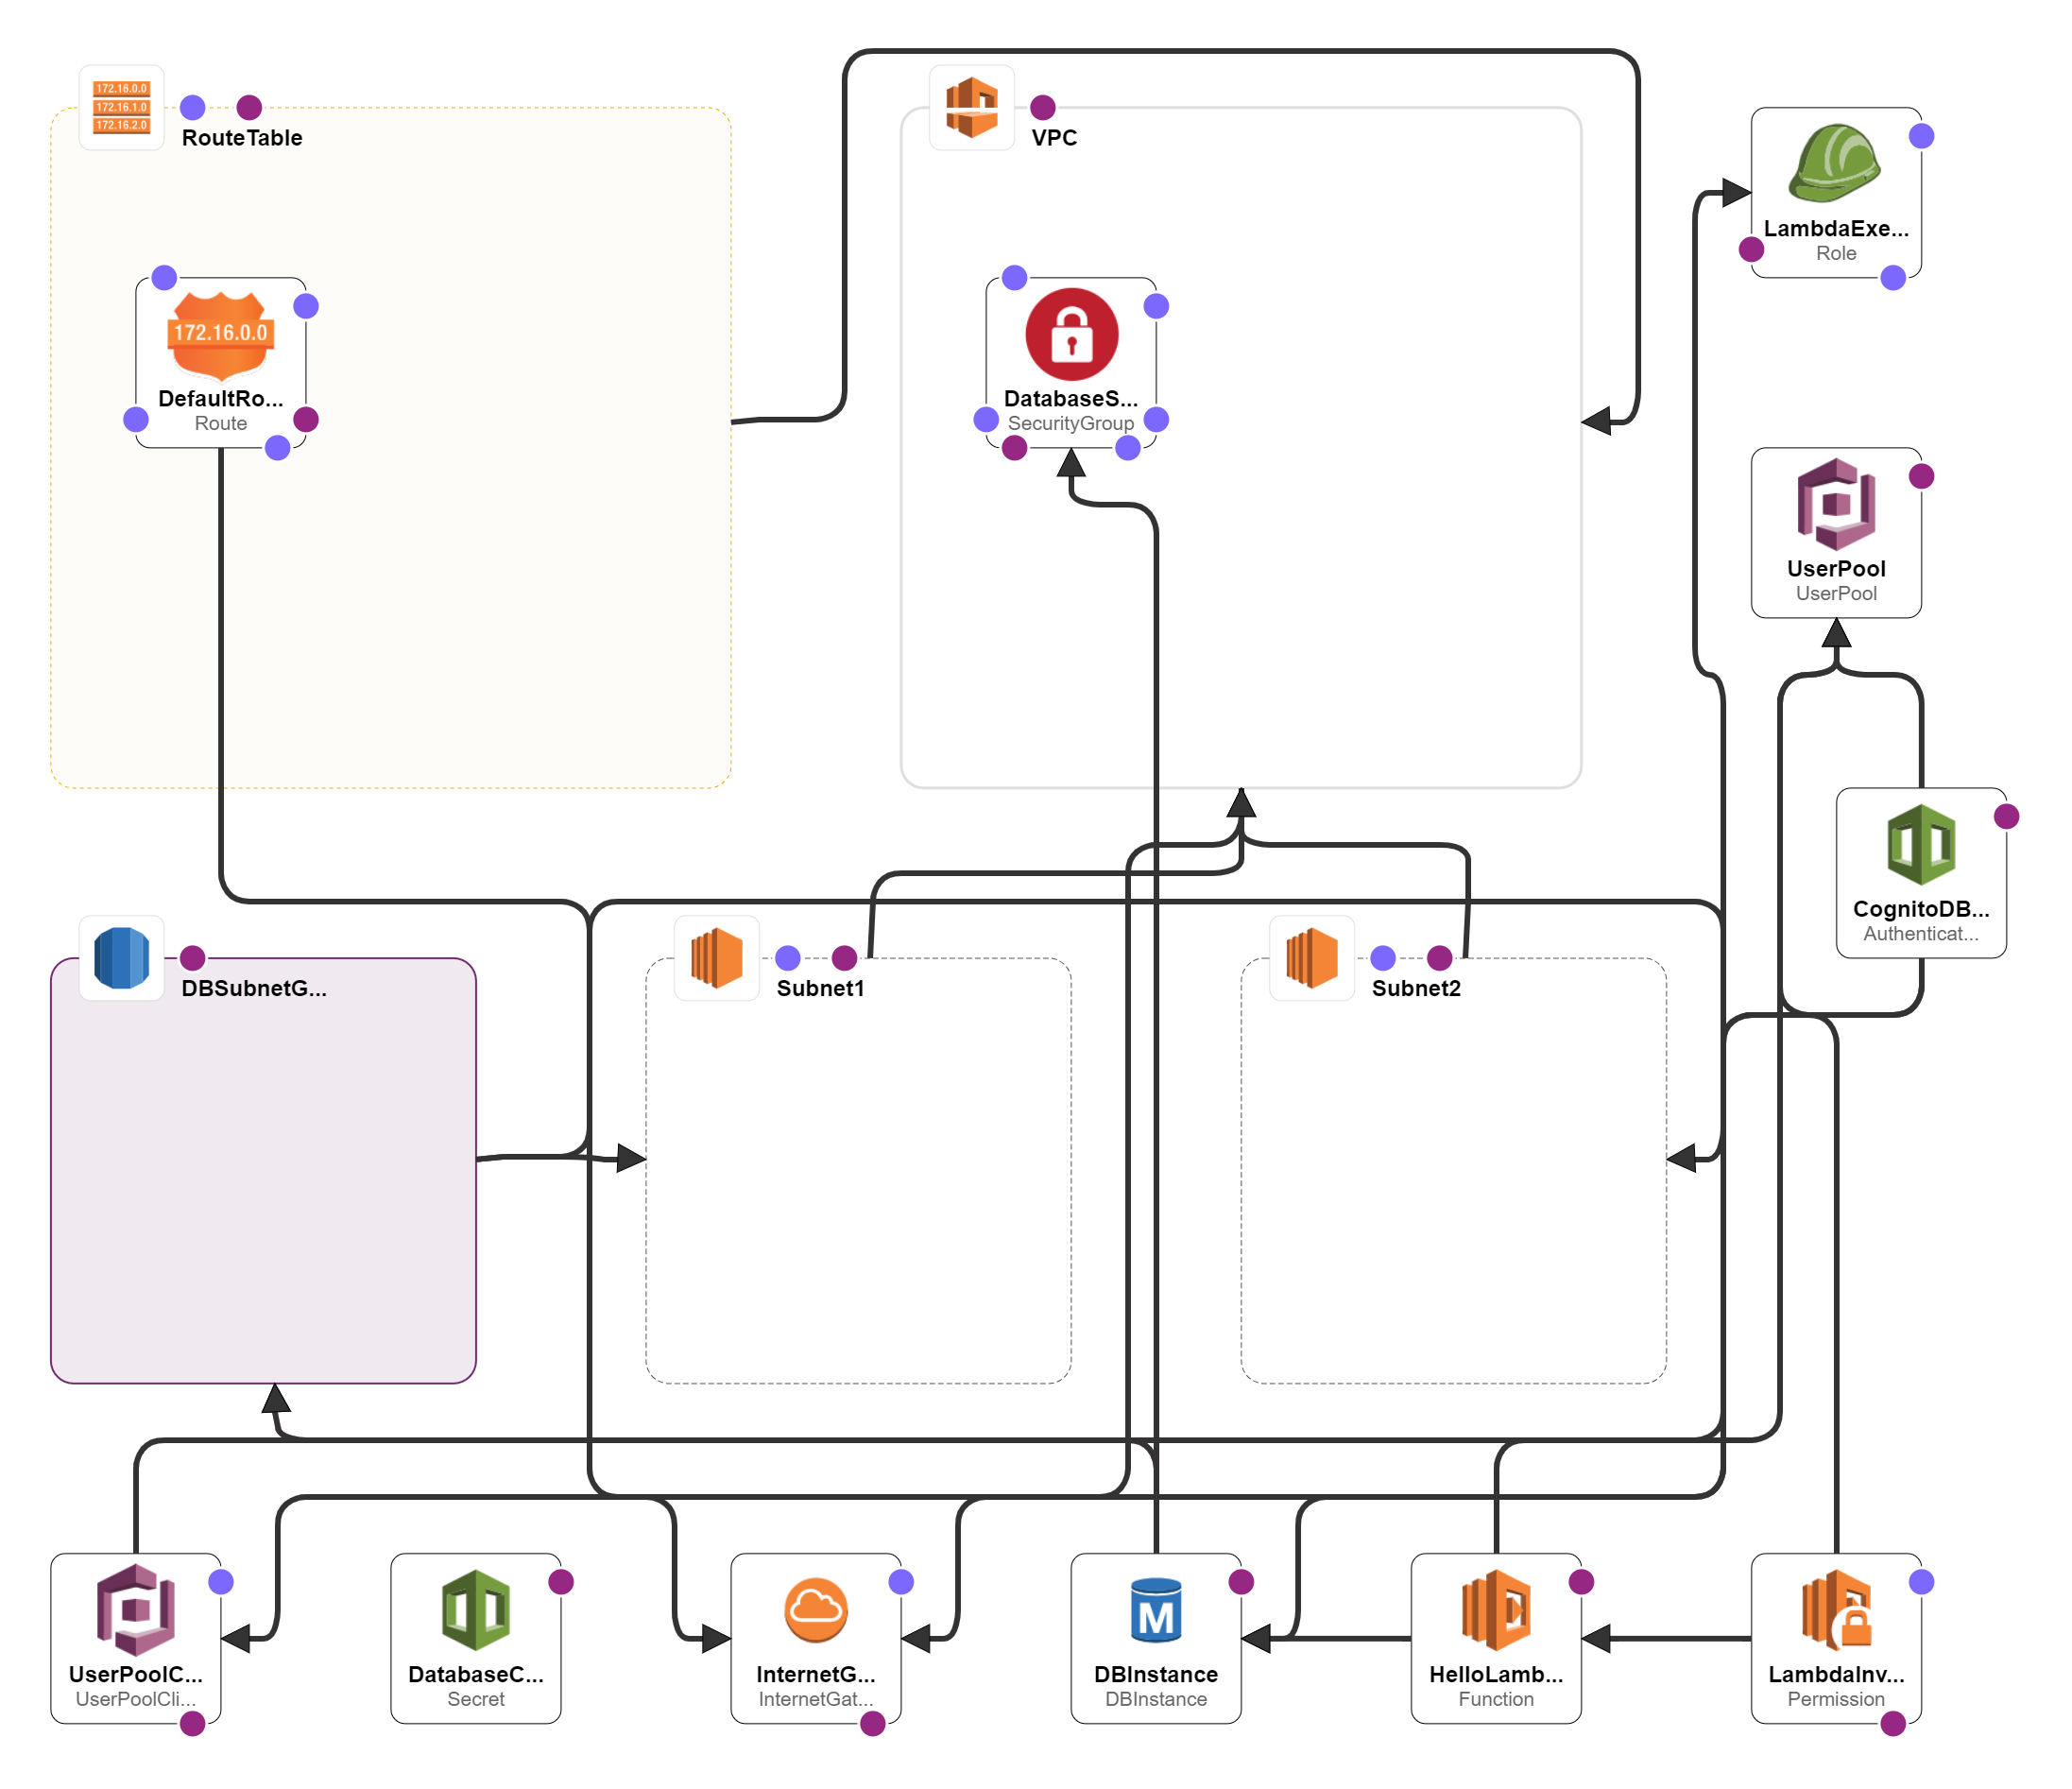 172.16.0.0
172.16.1.0
172.16.2.0
RouteTable
VPC
LambdaExe...
Role
172.16.0.0
DefaultRo...
Route
DatabaseS...
SecurityGroup
UserPool
UserPool
CognitoDB...
Authenticat...
DBSubnetG...
Subnet1
Subnet2
UserPoolC...
UserPoolCli...
DatabaseC...
Secret
InternetG...
InternetGat...
M
DBInstance
DBInstance
HelloLamb...
Function
LambdaInv...
Permission